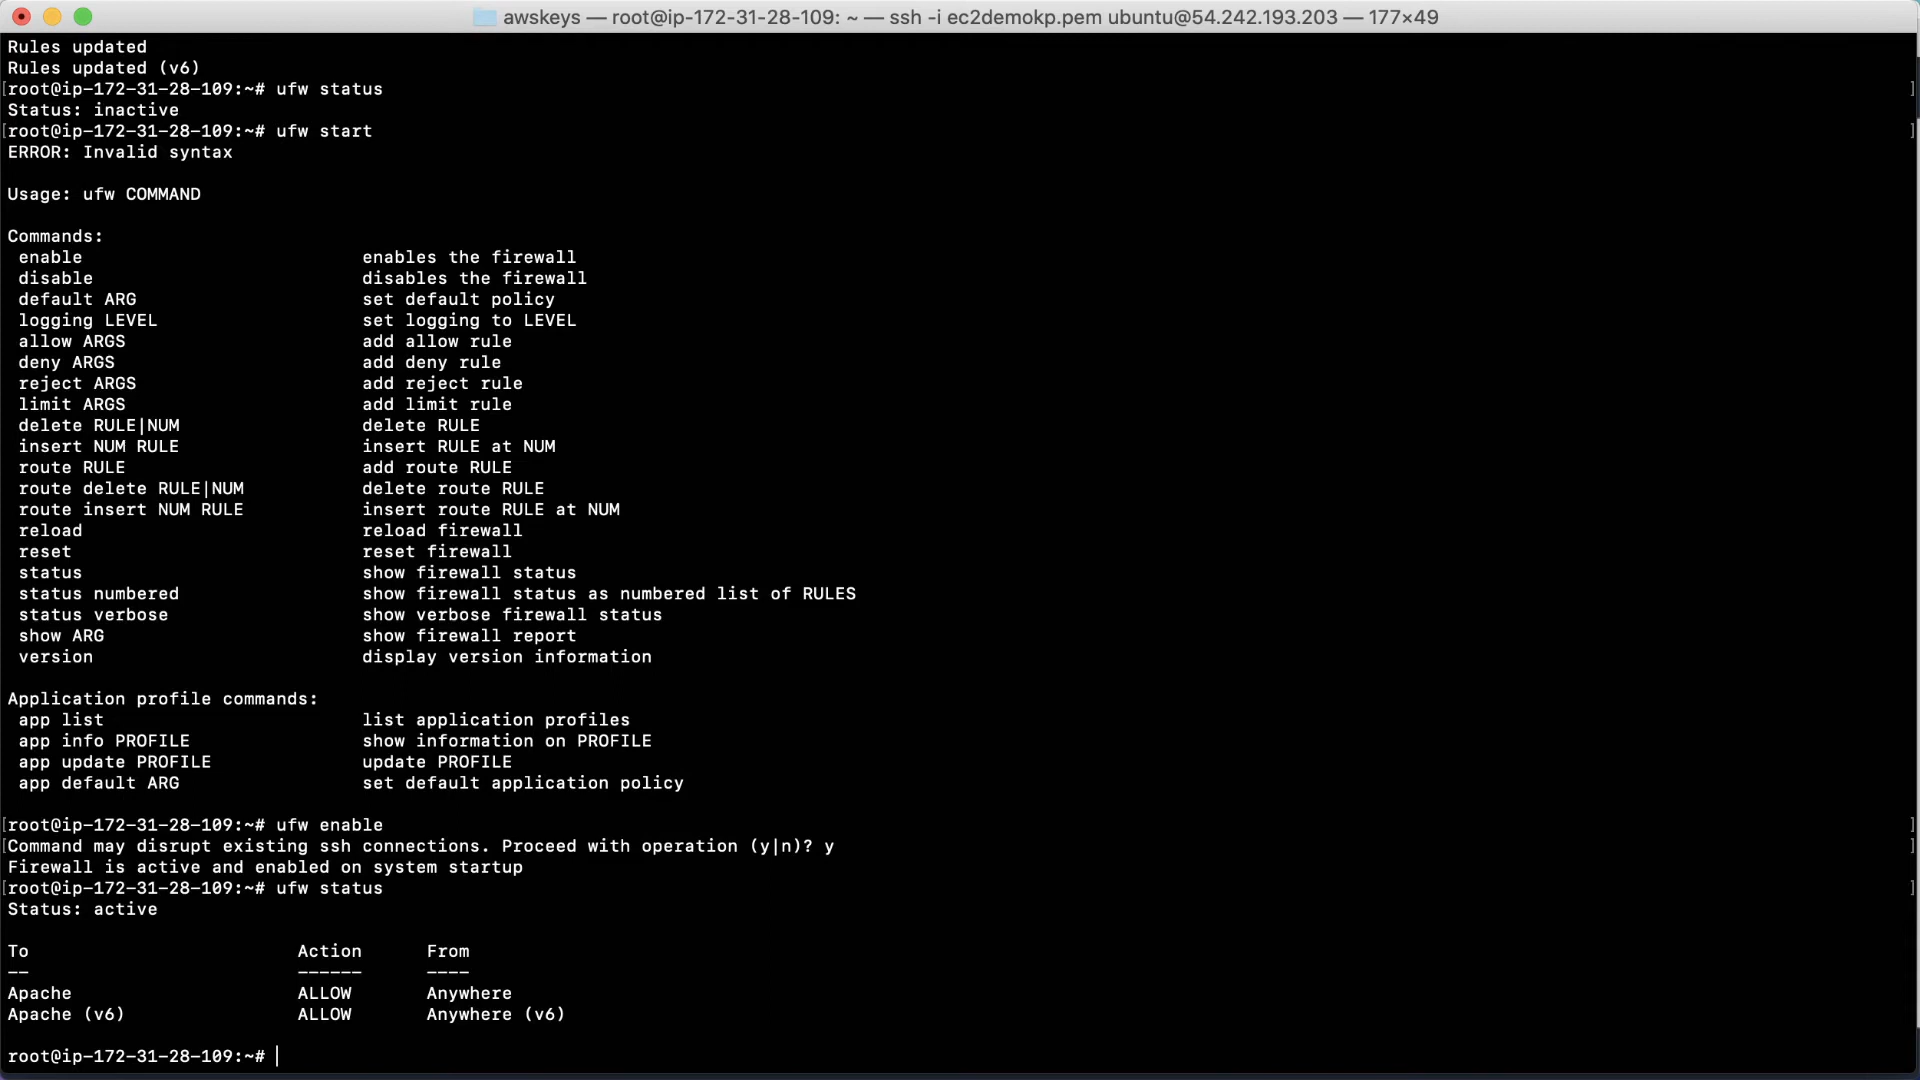 awskeys — root@ip-172-31-28-109: ~ — ssh -i ec2demokp.pem ubuntu@54.242.193.203 — 177×49
Rules updated
Rules updated (v6)
[root@ip-172-31-28-109:~# ufw status ]
Status: inactive
[root@ip-172-31-28-109:~# ufw start ]
ERROR: Invalid syntax
Usage: ufw COMMAND
Commands:
enable enables the firewall
disable disables the firewall
default ARG set default policy
logging LEVEL set logging to LEVEL
allow ARGS add allow rule
deny ARGS add deny rule
reject ARGS add reject rule
limit ARGS add limit rule
delete RULE|NUM delete RULE
insert NUM RULE insert RULE at NUM
route RULE add route RULE
route delete RULE|NUM delete route RULE
route insert NUM RULE insert route RULE at NUM
reload reload firewall
reset reset firewall
status show firewall status
status numbered show firewall status as numbered list of RULES
status verbose show verbose firewall status
show ARG show firewall report
version display version information
Application profile commands:
app list list application profiles
app info PROFILE show information on PROFILE
app update PROFILE update PROFILE
app default ARG set default application policy
[root@ip-172-31-28-109:~# ufw enable ]
[Command may disrupt existing ssh connections. Proceed with operation (y|n)? y ]
Firewall is active and enabled on system startup
[root@ip-172-31-28-109:~# ufw status ]
Status: active
To Action From
-- ------ ----
Apache ALLOW Anywhere
Apache (v6) ALLOW Anywhere (v6)
root@ip-172-31-28-109:~#